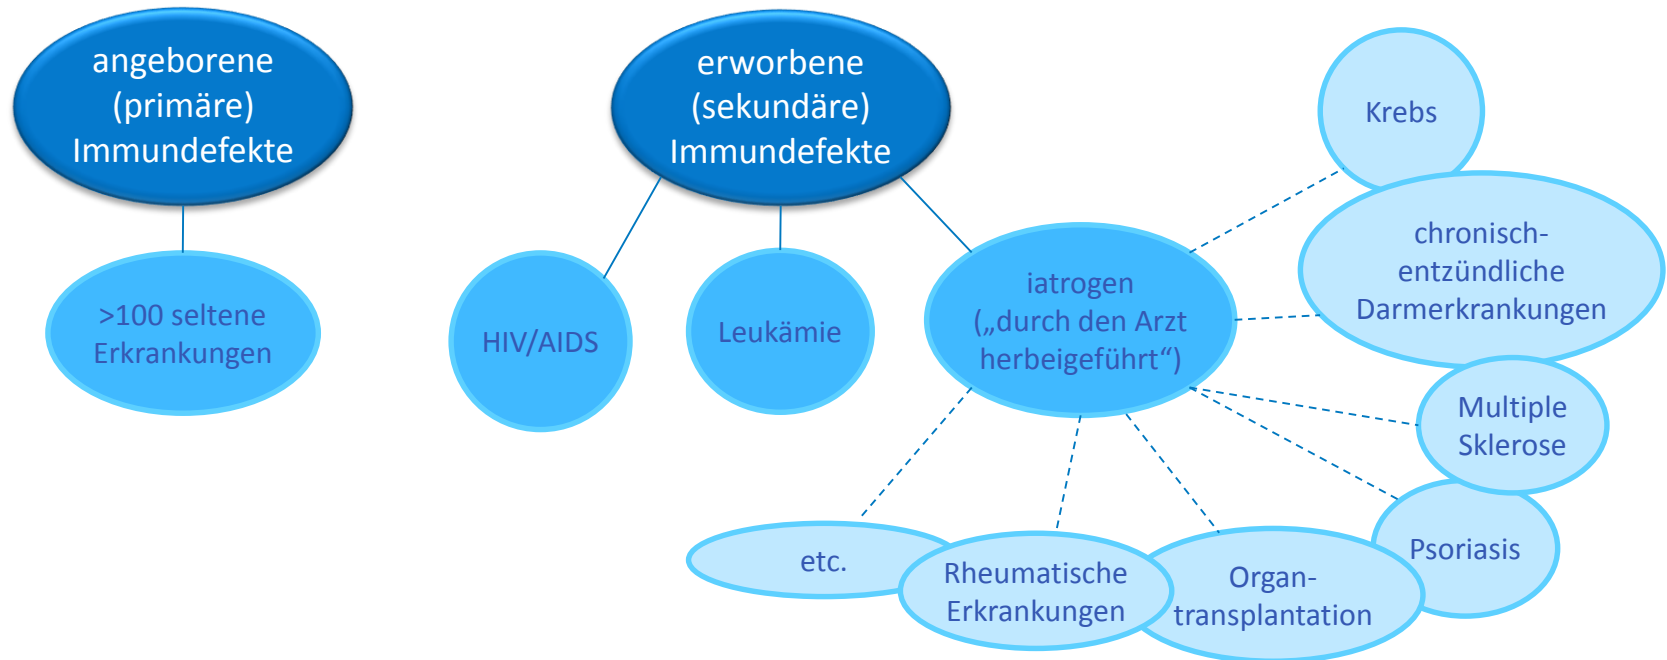 angeborene
(primäre)
Immundefekte
>100 seltene
Erkrankungen
erworbene
(sekundäre)
Immundefekte
HIV/AIDS
Leukämie
iatrogen
(„durch den Arzt
herbeigeführt“)
Krebs
chronisch-
entzündliche
Darmerkrankungen
Multiple
Sklerose
Psoriasis
Organ-
transplantation
Rheumatische
Erkrankungen
etc.